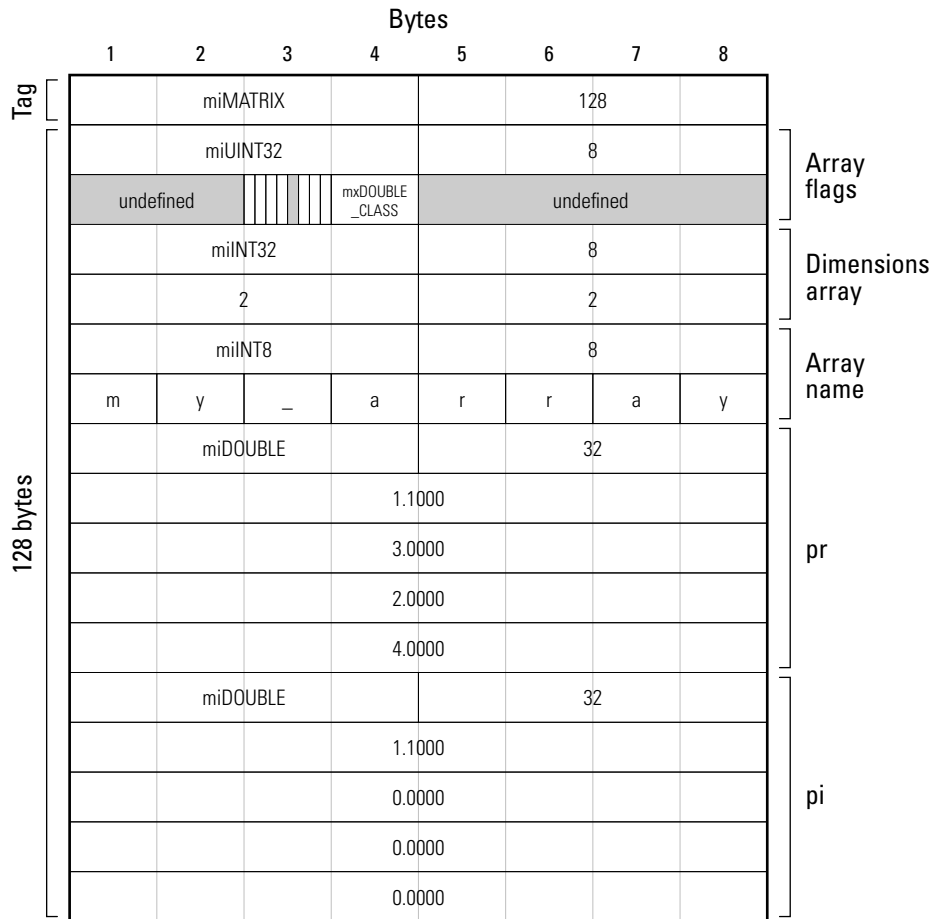 Bytes
1 2 3 4 5 6 7 8
Tag
miMATRIX 128
miUINT32 8
Array
flags
undefined mxDOUBLE
_CLASS undefined
miINT32 8
Dimensions
array
2 2
miINT8 8
Array
name
m y _ a r r a y
miDOUBLE 32
128 bytes
1.1000
3.0000
pr
2.0000
4.0000
miDOUBLE 32
1.1000
0.0000
pi
0.0000
0.0000